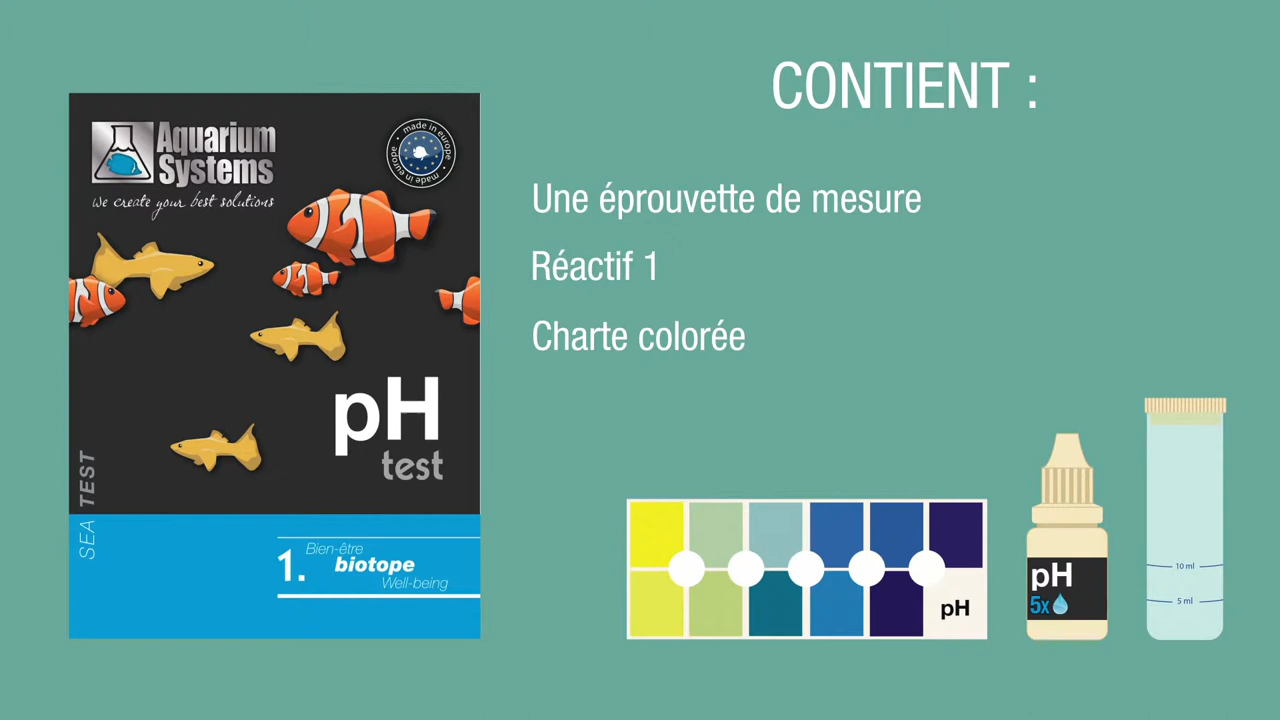 CONTIENT :
Aquarium
Systems
we create your best solutions
made in europe • made in europe •
Une éprouvette de mesure
Réactif 1
Charte colorée
pH
test
SEA TEST
1.
Bien-être
biotope
Well-being
pH
pH
5x
10 ml
5 ml